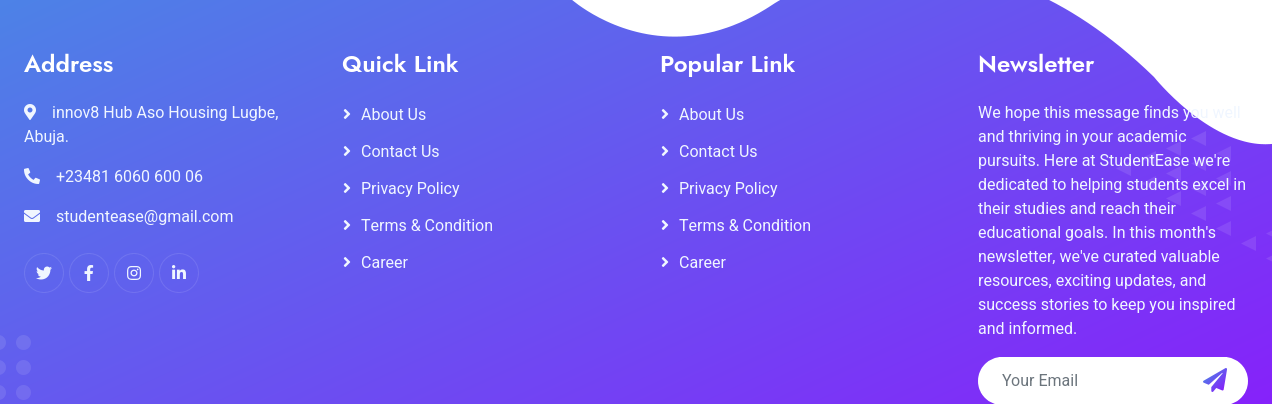 Address
innov8 Hub Aso Housing Lugbe,
Abuja.
+23481 6060 600 06
studentease@gmail.com
Quick Link
About Us
Contact Us
Privacy Policy
Terms & Condition
Career
Popular Link
About Us
Contact Us
Privacy Policy
Terms & Condition
Career
Newsletter
We hope this message finds you well
and thriving in your academic
pursuits. Here at StudentEase we're
dedicated to helping students excel in
their studies and reach their
educational goals. In this month's
newsletter, we've curated valuable
resources, exciting updates, and
success stories to keep you inspired
and informed.
Your Email